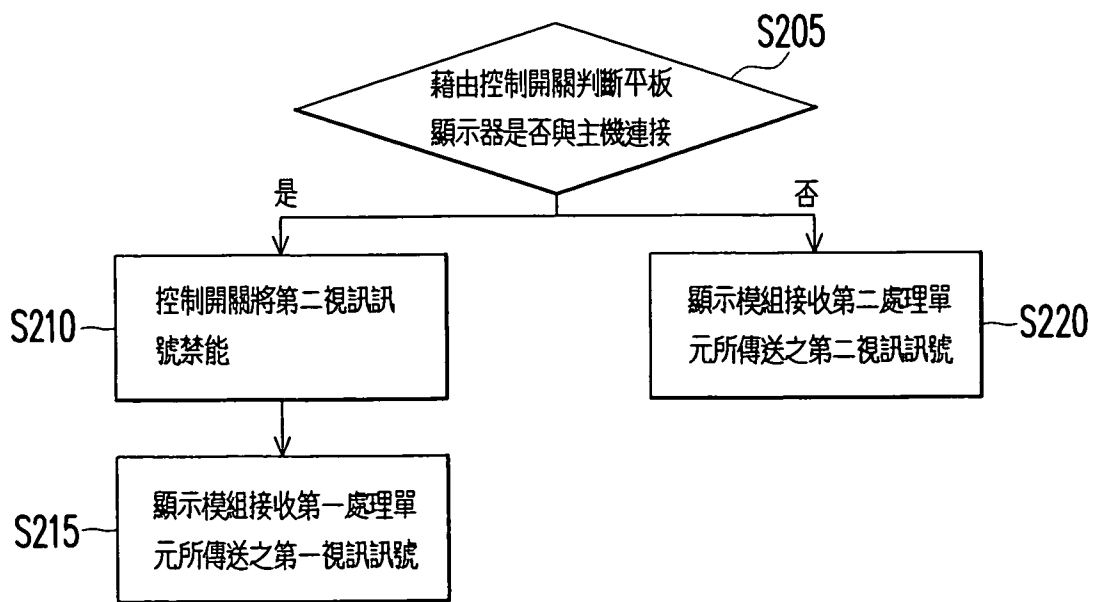 S205
藉由控制開關判斷平板
顯示器是否與主機連接
是
否
S210
控制開關將第二視訊訊
號禁能
顯示模組接收第二處理單
元所傳送之第二視訊訊號
S220
S215
顯示模組接收第一處理單
元所傳送之第一視訊訊號